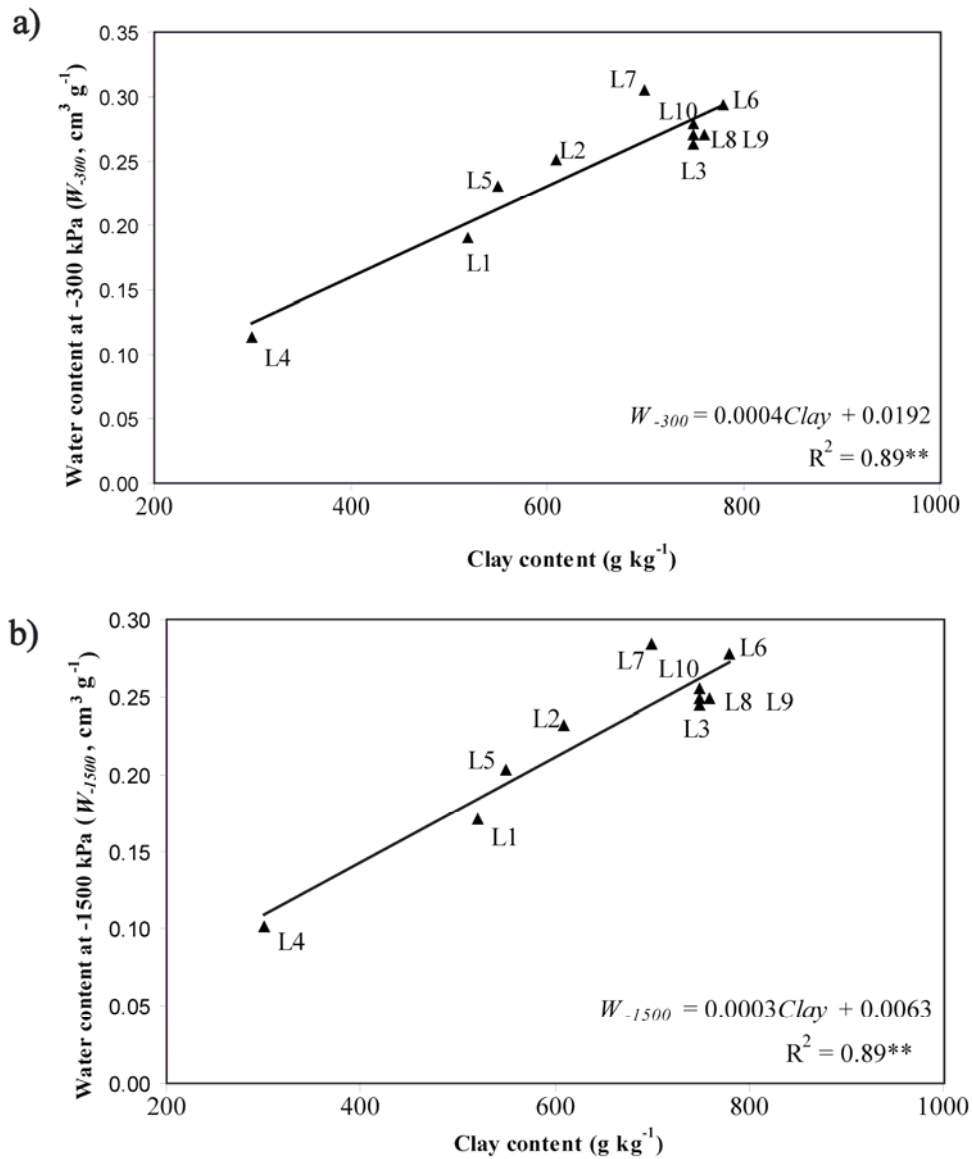 a)
Water content at -300 kPa (W-300, cm³ g⁻¹)
0.35
0.30
0.25
0.20
0.15
0.10
0.05
0.00
L7
L10
L6
L8 L9
L3
L2
L5
L1
L4
W-300 = 0.0004Clay + 0.0192
R² = 0.89**
200 400 600 800 1000
Clay content (g kg⁻¹)
b)
Water content at -1500 kPa (W-1500, cm³ g⁻¹)
0.30
0.25
0.20
0.15
0.10
0.05
0.00
L7
L10
L6
L8 L9
L3
L2
L5
L1
L4
W-1500 = 0.0003Clay + 0.0063
R² = 0.89**
200 400 600 800 1000
Clay content (g kg⁻¹)